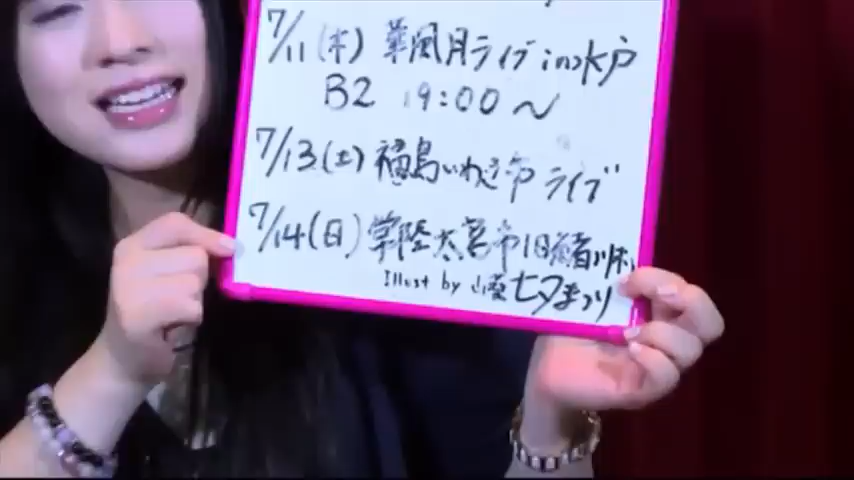 7/11(木) 華風月ライブin水戸
B2 19:00～
7/13(土) 福島いわき市 ライブ
7/14(日) 常陸太宮市旧緒川村
Illust by 七夕まつり